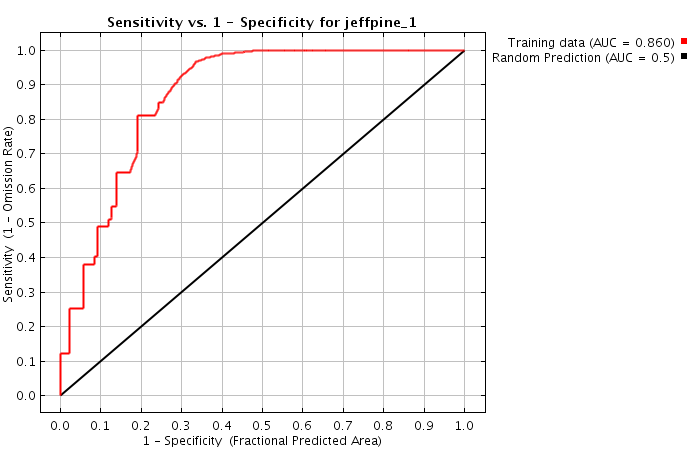 Sensitivity vs. 1 - Specificity for jeffpine_1
Training data (AUC = 0.860)
Random Prediction (AUC = 0.5)
Sensitivity (1 - Omission Rate)
1.0
0.9
0.8
0.7
0.6
0.5
0.4
0.3
0.2
0.1
0.0
0.0 0.1 0.2 0.3 0.4 0.5 0.6 0.7 0.8 0.9 1.0
1 - Specificity (Fractional Predicted Area)